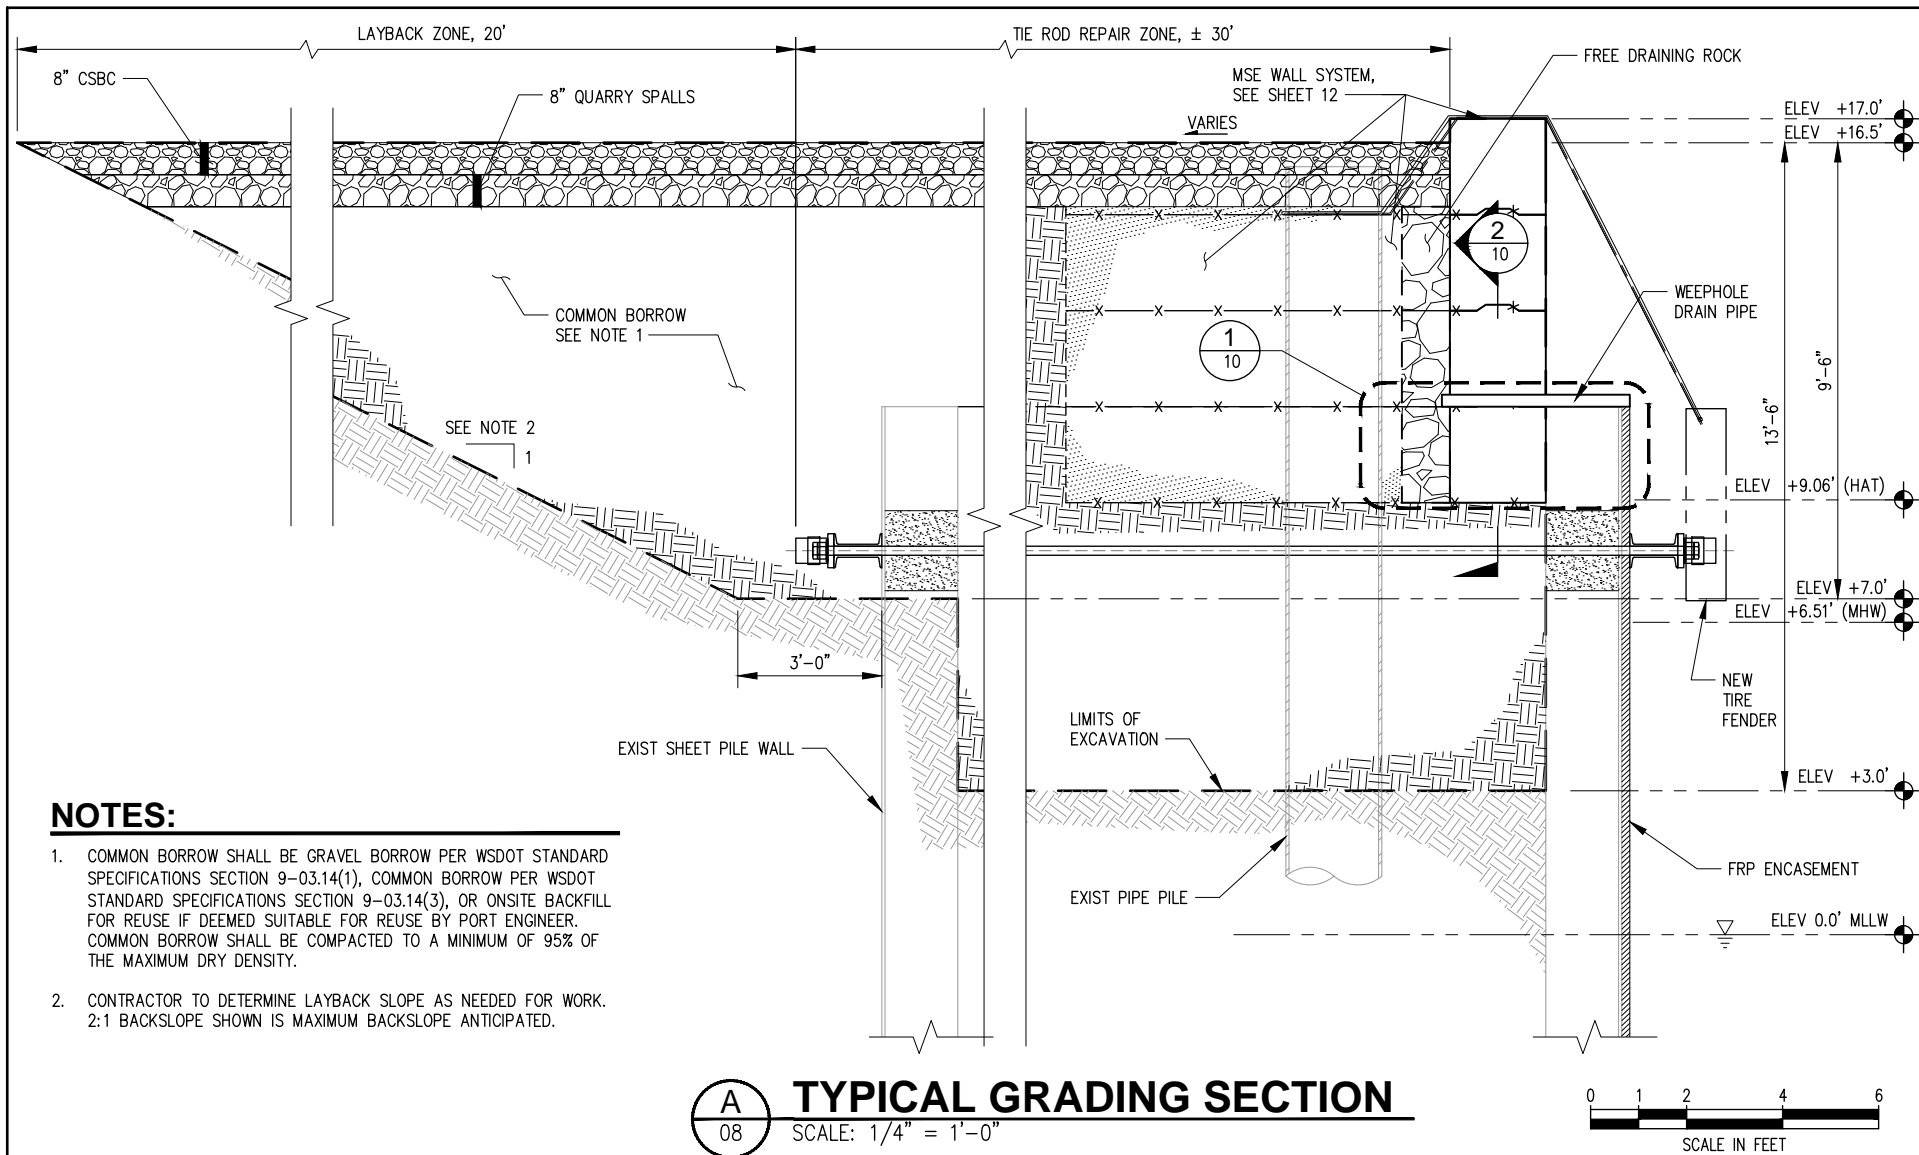 LAYBACK ZONE, 20'
TIE ROD REPAIR ZONE, ± 30'
FREE DRAINING ROCK
8" CSBC
8" QUARRY SPALLS
MSE WALL SYSTEM,
SEE SHEET 12
VARIES
ELEV +17.0'
ELEV +16.5'
2
10
WEEPHOLE
DRAIN PIPE
COMMON BORROW
SEE NOTE 1
1
10
9'-6"
13'-6"
SEE NOTE 2
1
ELEV +9.06' (HAT)
ELEV +7.0'
ELEV +6.51' (MHW)
3'-0"
NEW
TIRE
FENDER
LIMITS OF
EXCAVATION
EXIST SHEET PILE WALL
ELEV +3.0'
FRP ENCASEMENT
EXIST PIPE PILE
ELEV 0.0' MLLW
NOTES:
1. COMMON BORROW SHALL BE GRAVEL BORROW PER WSDOT STANDARD
SPECIFICATIONS SECTION 9-03.14(1), COMMON BORROW PER WSDOT
STANDARD SPECIFICATIONS SECTION 9-03.14(3), OR ONSITE BACKFILL
FOR REUSE IF DEEMED SUITABLE FOR REUSE BY PORT ENGINEER.
COMMON BORROW SHALL BE COMPACTED TO A MINIMUM OF 95% OF
THE MAXIMUM DRY DENSITY.
2. CONTRACTOR TO DETERMINE LAYBACK SLOPE AS NEEDED FOR WORK.
2:1 BACKSLOPE SHOWN IS MAXIMUM BACKSLOPE ANTICIPATED.
A
08
TYPICAL GRADING SECTION
SCALE: 1/4" = 1'-0"
0 1 2 4 6
SCALE IN FEET